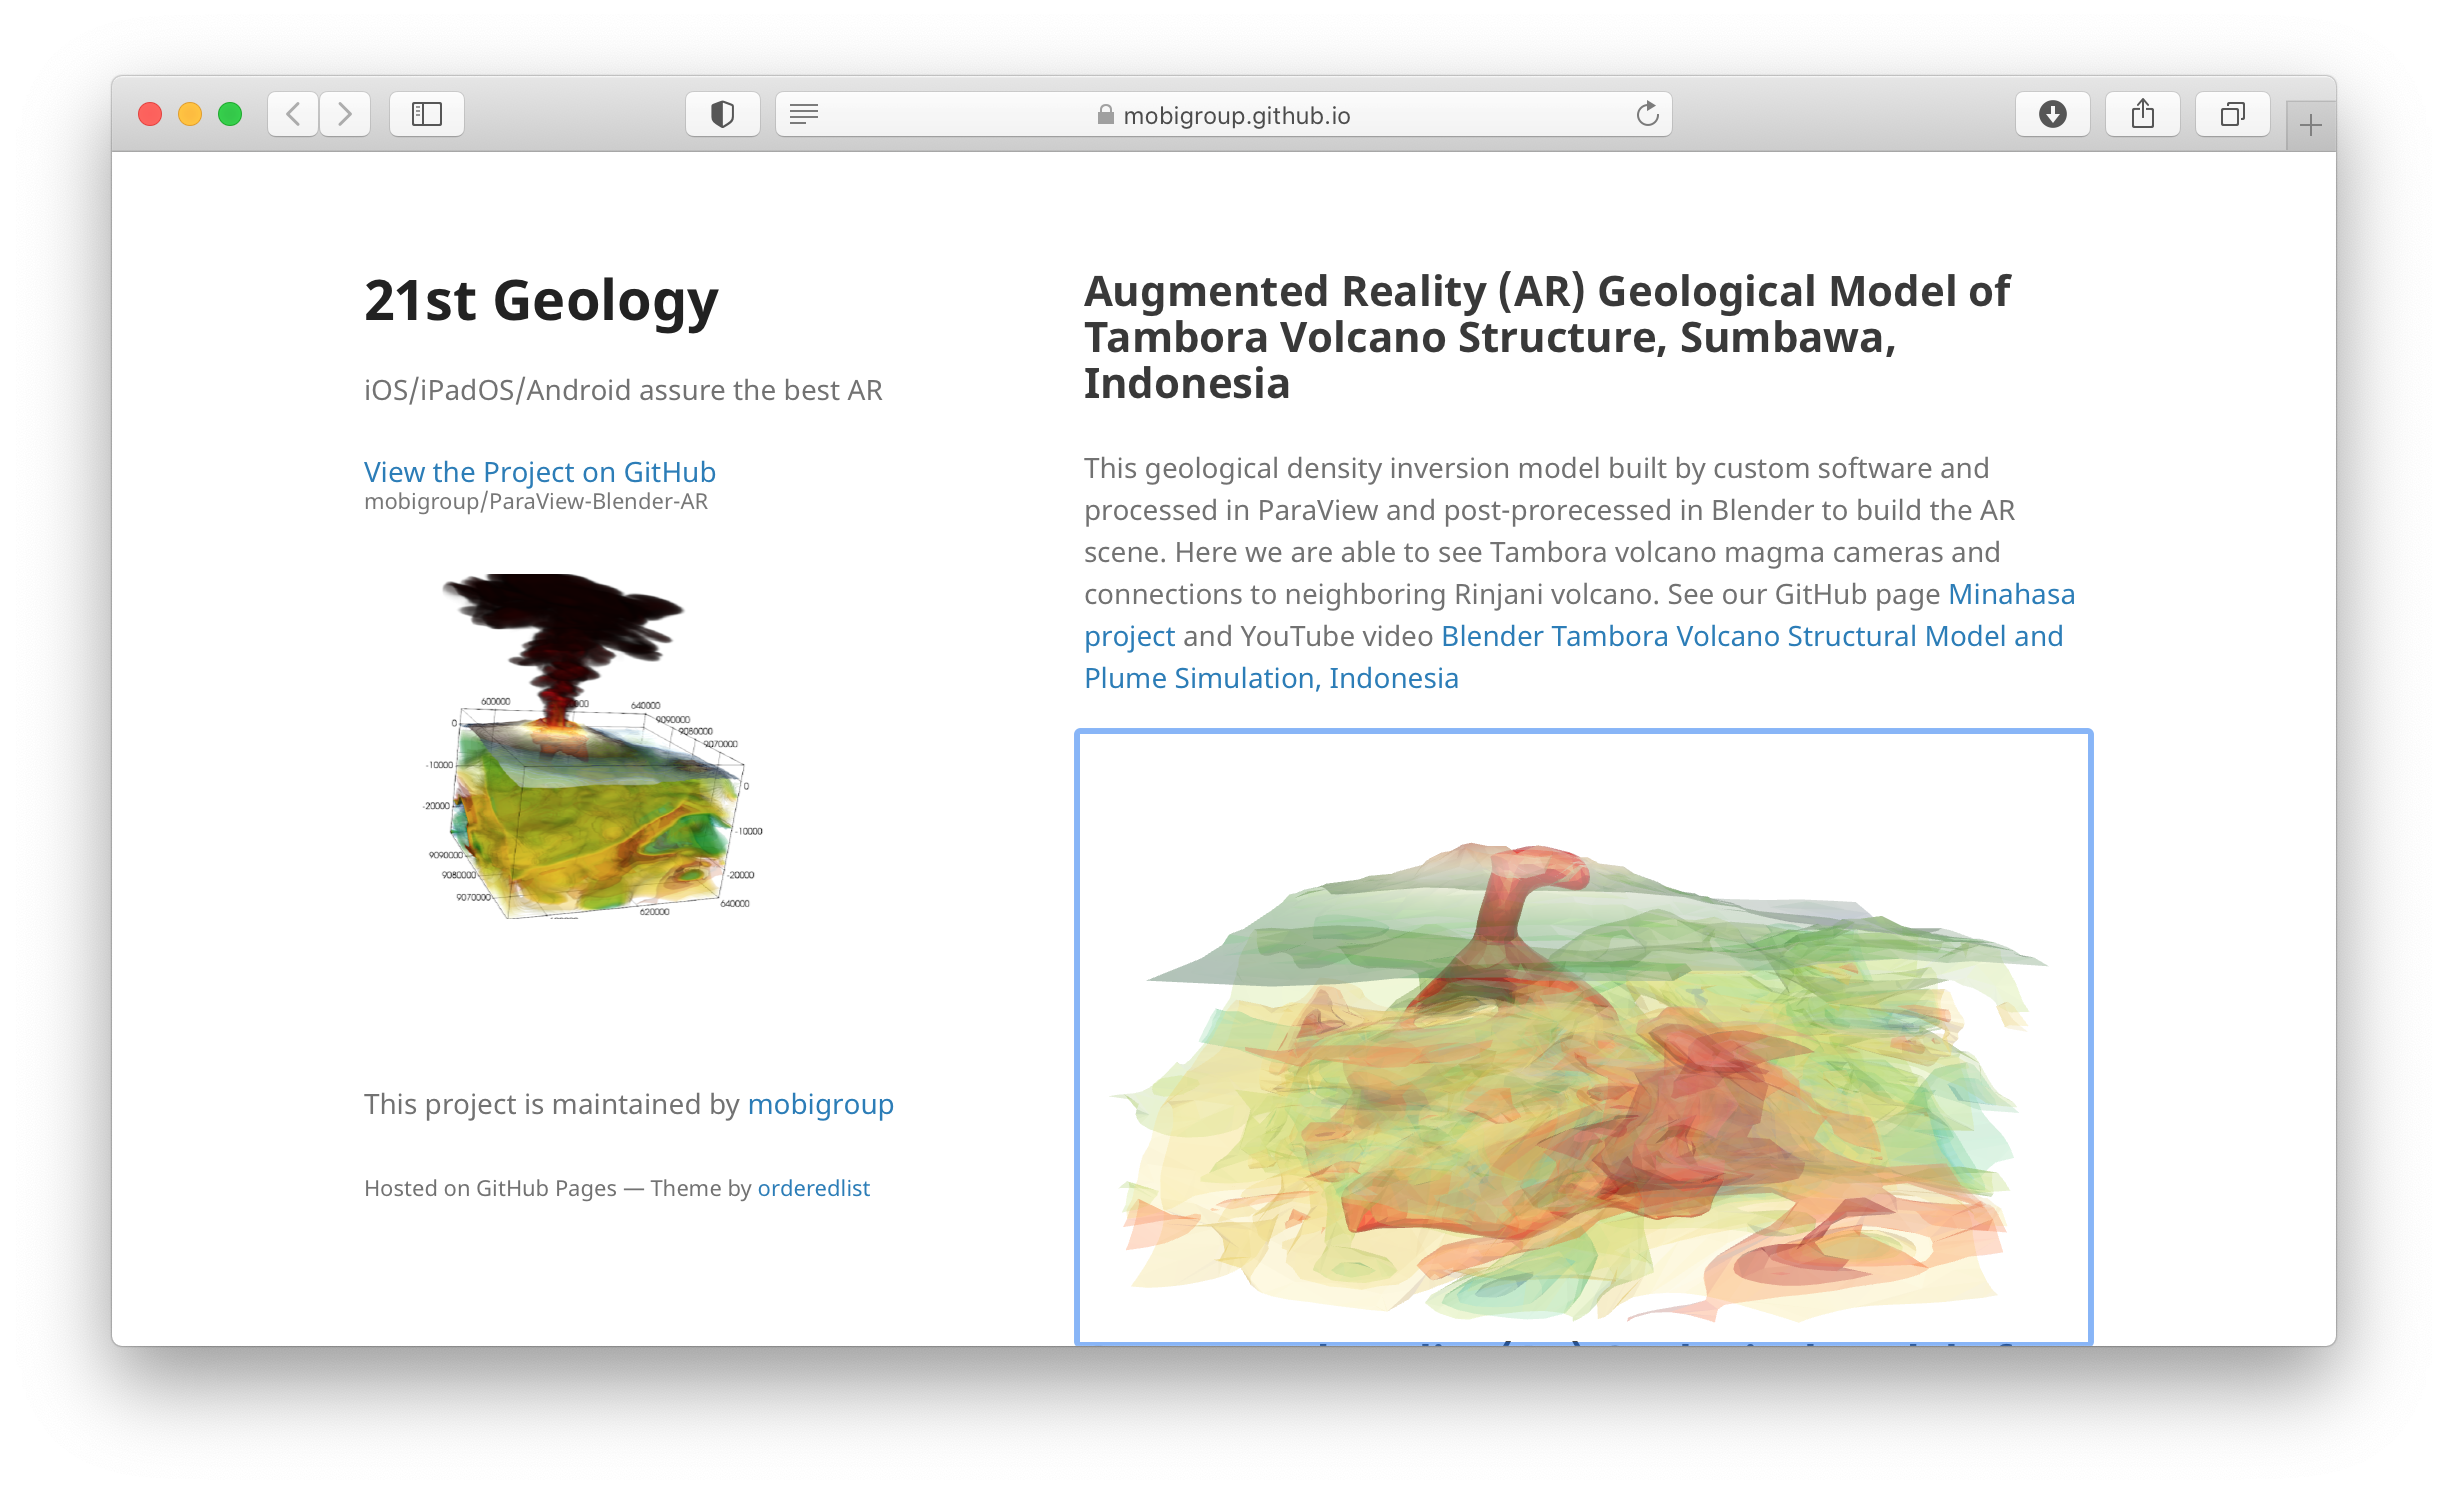 mobigroup.github.io
21st Geology
iOS/iPadOS/Android assure the best AR
View the Project on GitHub
mobigroup/ParaView-Blender-AR
600000
640000
0
9090000
9080000
9070000
-10000
0
-20000
-10000
9090000
9080000
-20000
9070000
640000
620000
This project is maintained by mobigroup
Hosted on GitHub Pages — Theme by orderedlist
Augmented Reality (AR) Geological Model of
Tambora Volcano Structure, Sumbawa,
Indonesia
This geological density inversion model built by custom software and
processed in ParaView and post-prorecessed in Blender to build the AR
scene. Here we are able to see Tambora volcano magma cameras and
connections to neighboring Rinjani volcano. See our GitHub page Minahasa
project and YouTube video Blender Tambora Volcano Structural Model and
Plume Simulation, Indonesia